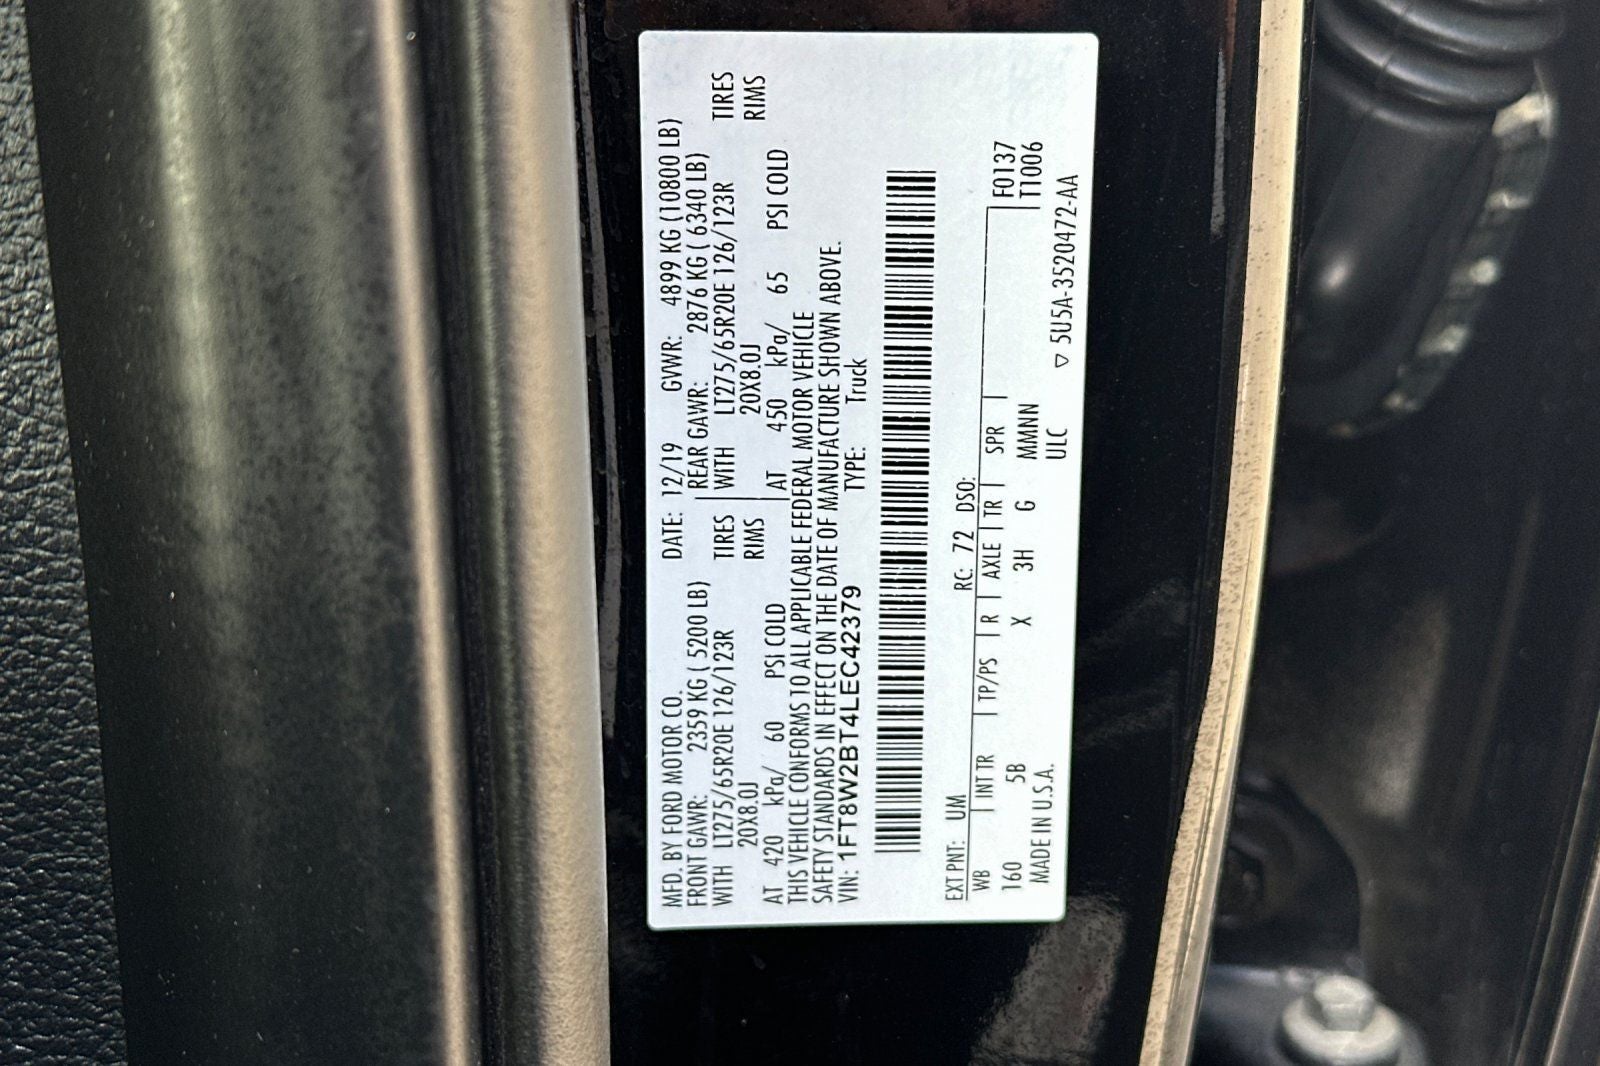 MFD. BY FORD MOTOR CO. DATE: 12/19 GVWR: 4899 KG (10800 LB)
FRONT GAWR: 2359 KG ( 5200 LB) REAR GAWR: 2876 KG ( 6340 LB)
WITH LT275/65R20E 126/123R TIRES WITH LT275/65R20E 126/123R TIRES
20X8.0J RIMS 20X8.0J RIMS
AT 420 kPa/ 60 PSI COLD AT 450 kPa/ 65 PSI COLD
THIS VEHICLE CONFORMS TO ALL APPLICABLE FEDERAL MOTOR VEHICLE
SAFETY STANDARDS IN EFFECT ON THE DATE OF MANUFACTURE SHOWN ABOVE.
VIN: 1FT8W2BT4LEC42379 TYPE: Truck
EXT PNT: UM RC: 72 DSO:
WB INT TR TP/PS R AXLE TR SPR F0137
160 5B X 3H G MMNN T1006
MADE IN U.S.A. ULC ▽ 5U5A-3520472-AA